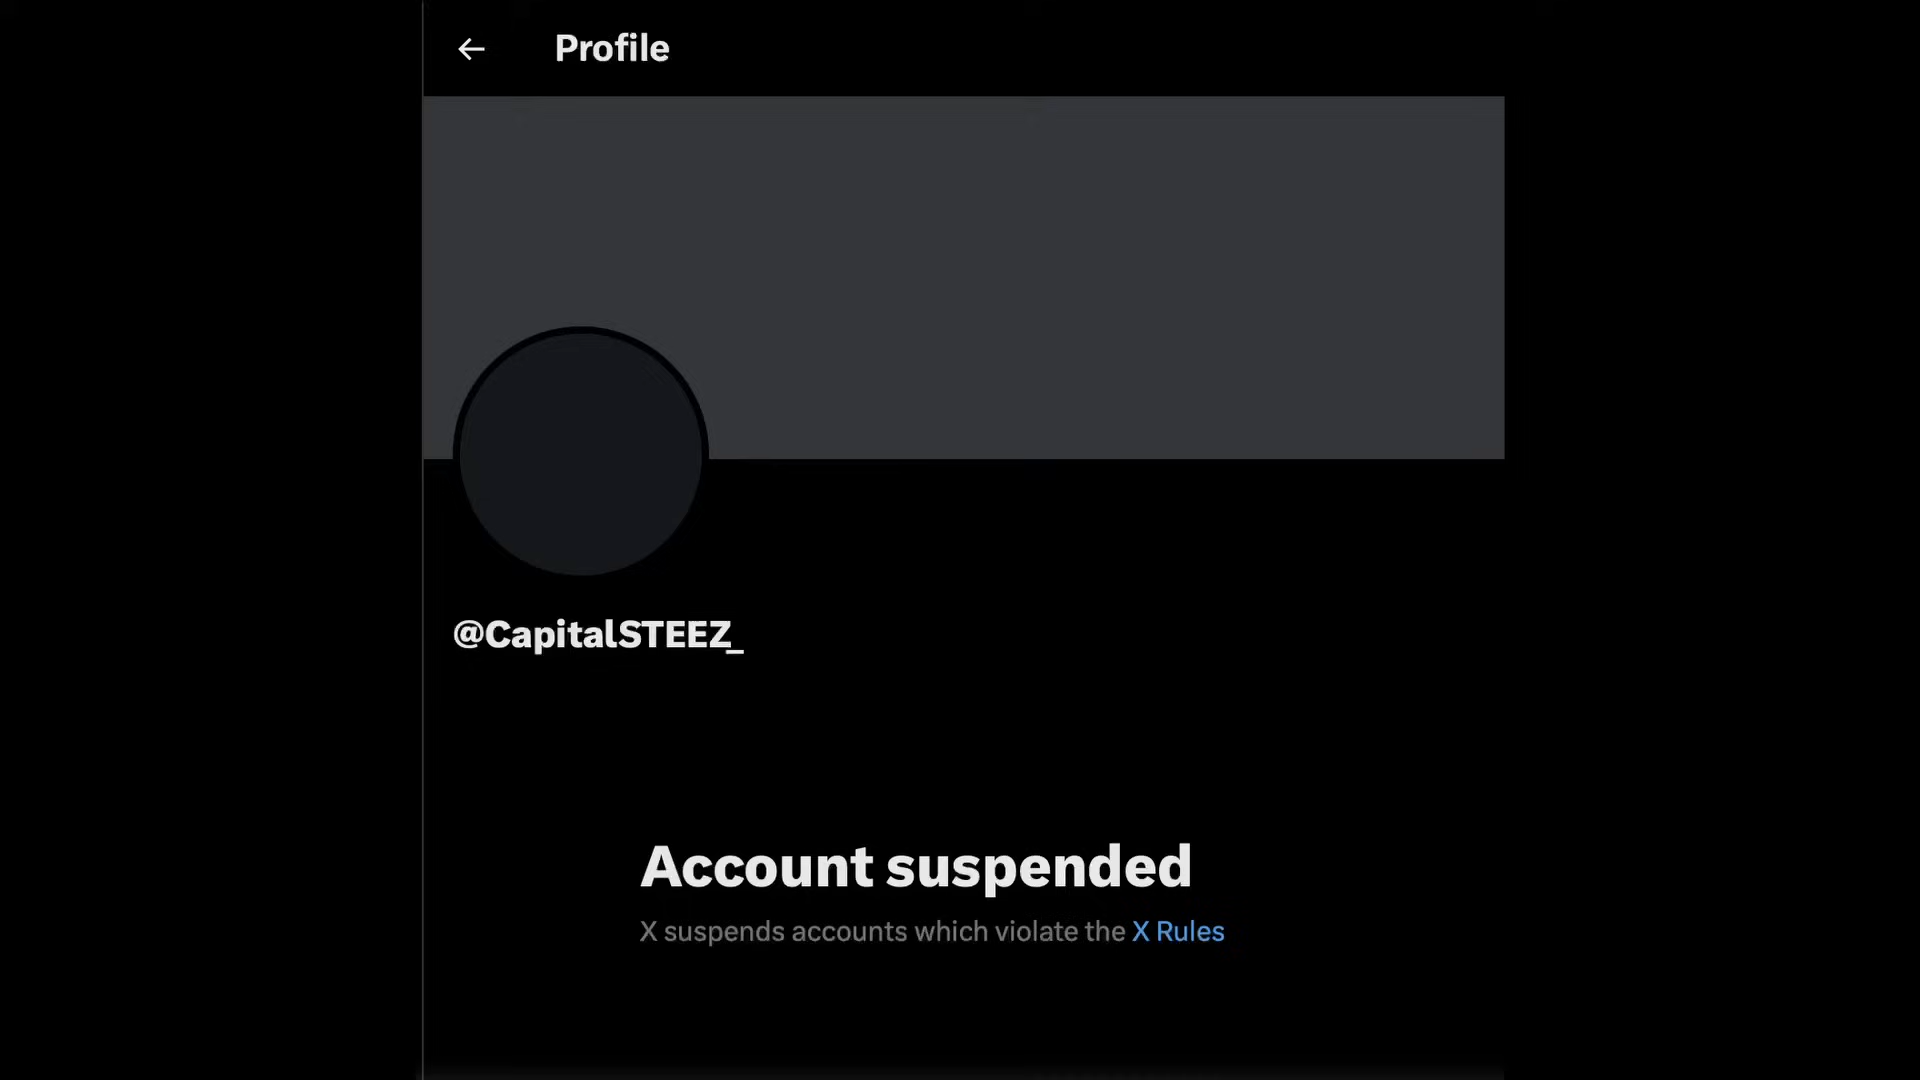 Profile
@CapitalSTEEZ_
Account suspended
X suspends accounts which violate the X Rules